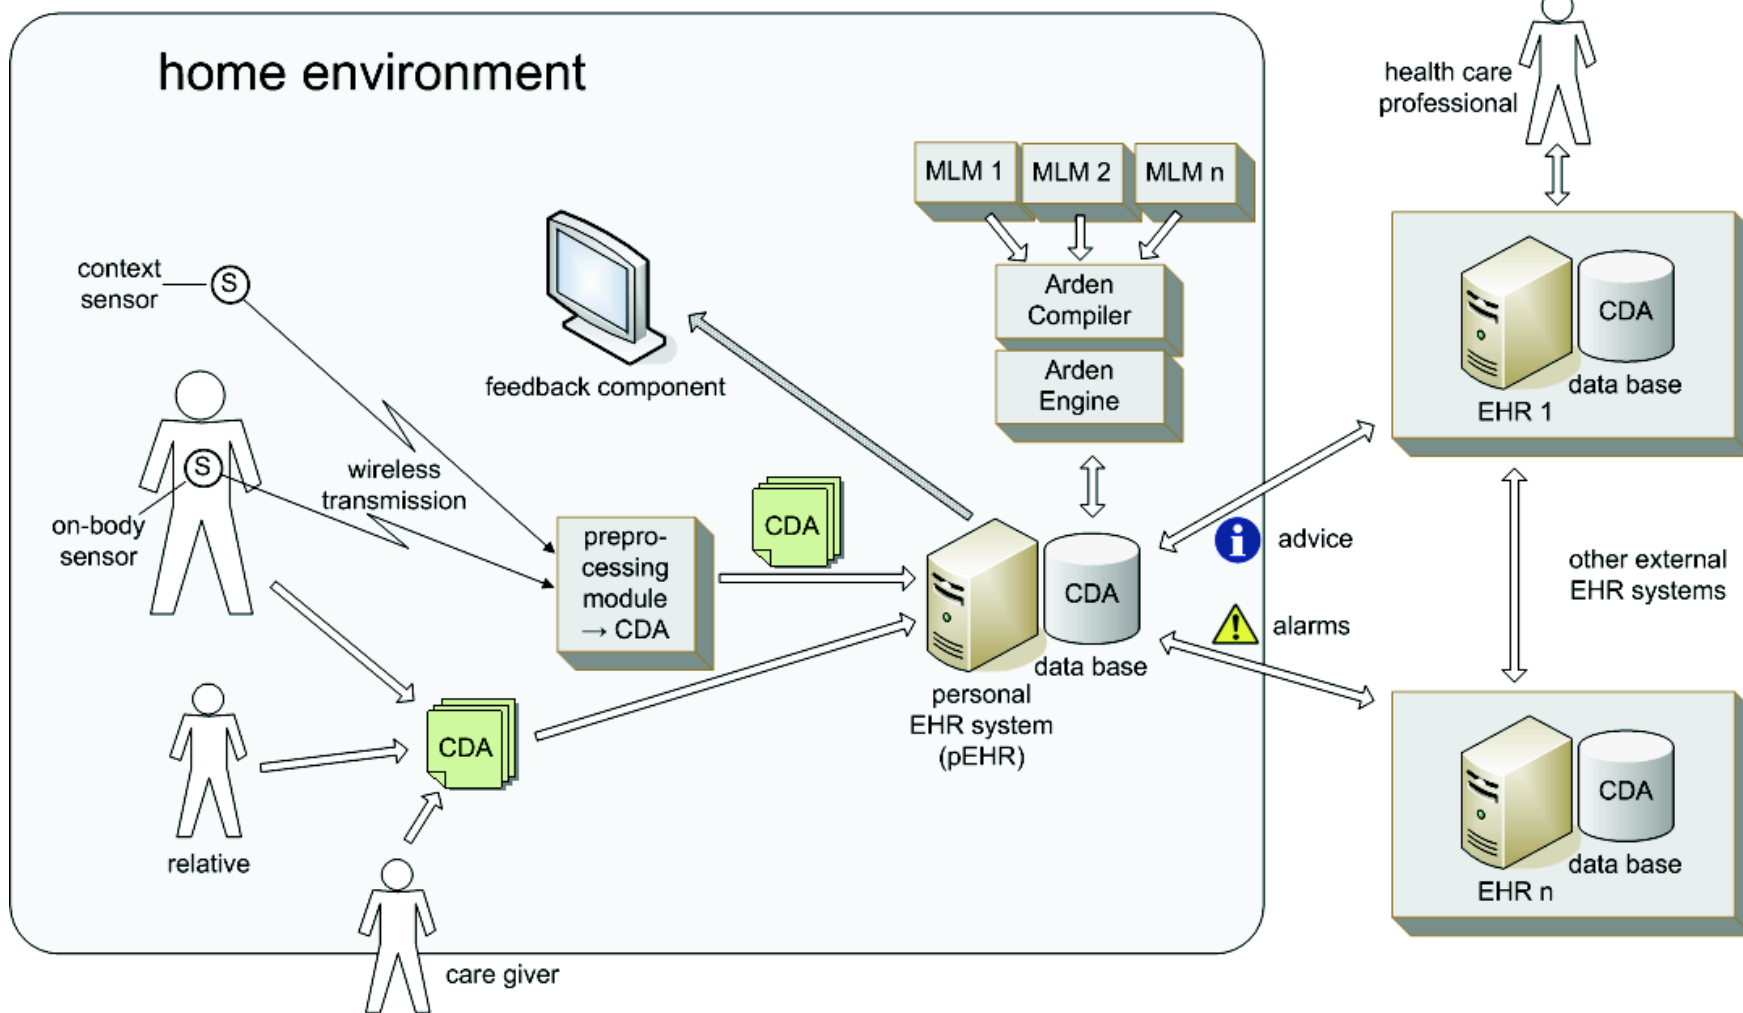 home environment
health care
professional
MLM 1
MLM 2
MLM n
context
sensor
S
Arden
Compiler
Arden
Engine
feedback component
CDA
data base
EHR 1
S
wireless
transmission
on-body
sensor
prepro-
cessing
module
→ CDA
CDA
CDA
data base
personal
EHR system
(pEHR)
i
advice
alarms
other external
EHR systems
CDA
relative
care giver
CDA
data base
EHR n